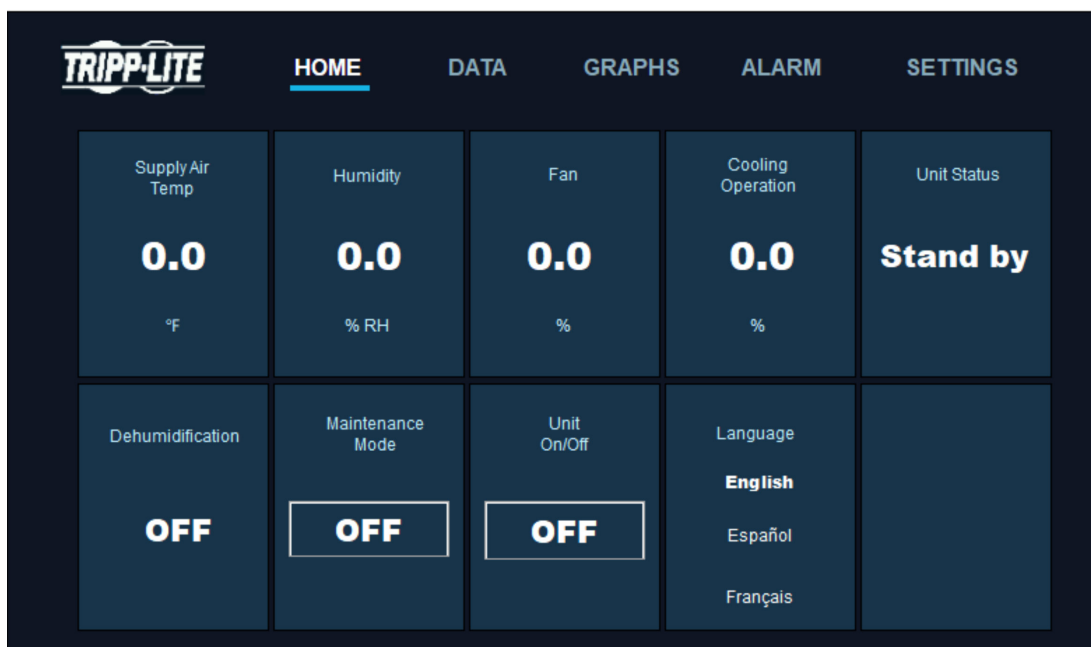 TRIPP·LITE
HOME
DATA
GRAPHS
ALARM
SETTINGS
Supply Air
Temp
0.0
°F
Humidity
0.0
% RH
Fan
0.0
%
Cooling
Operation
0.0
%
Unit Status
Stand by
Dehumidification
OFF
Maintenance
Mode
OFF
Unit
On/Off
OFF
Language
English
Español
Français